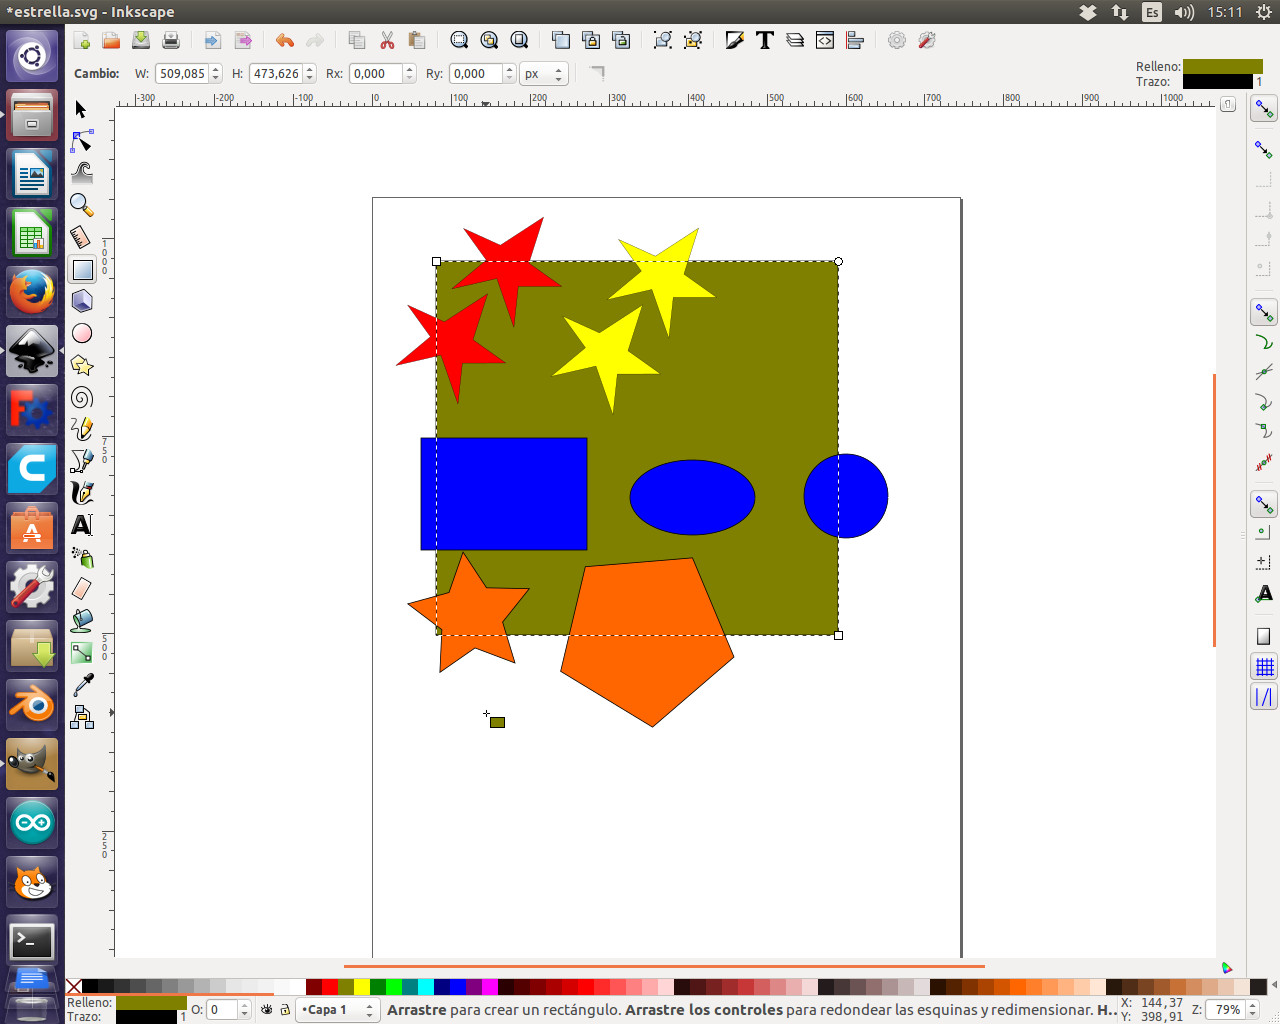 *estrella.svg - Inkscape
Es
15:11
Cambio: W: 509,085 H: 473,626 Rx: 0,000 Ry: 0,000 px
Relleno:
Trazo: 1
-300 -200 -100 0 100 200 300 400 500 600 700 800 900 1000
1000
750
500
250
A
Relleno:
Trazo: 1
O: 0
•Capa 1
Arrastre para crear un rectángulo. Arrastre los controles para redondear las esquinas y redimensionar. H...
X: 144,37
Y: 398,91
Z: 79%